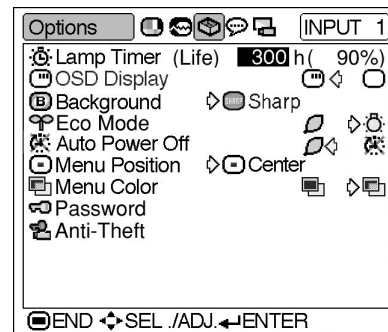 Options INPUT 1
Lamp Timer (Life) 300 h( 90%)
OSD Display
B Background SHARP Sharp
Eco Mode
Auto Power Off
Menu Position Center
Menu Color
Password
Anti-Theft
END SEL./ADJ. ENTER